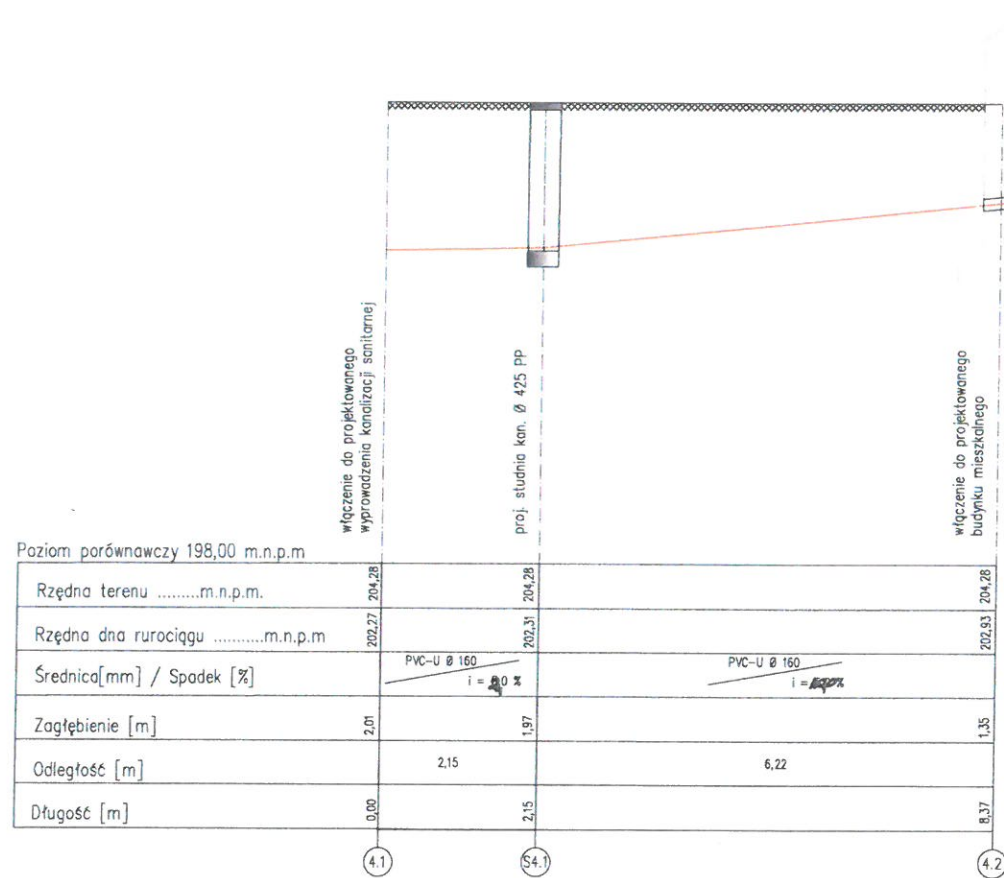 włączenie do projektowanego
wyprowadzenia kanalizacji sanitarnej
proj. studnia kan. Ø 425 PP
włączenie do projektowanego
budynku mieszkalnego
Poziom porównawczy 198,00 m.n.p.m
Rzędna terenu .........m.n.p.m. 204,28 204,28 204,28
Rzędna dna rurociągu ...........m.n.p.m 202,27 202,31 202,93
Średnica[mm] / Spadek [%] PVC-U Ø 160 PVC-U Ø 160
i = % i = %
Zagłębienie [m] 2,01 1,97 1,35
Odległość [m] 2,15 6,22
Długość [m] 0,00 2,15 8,37
4.1 S4.1 4.2